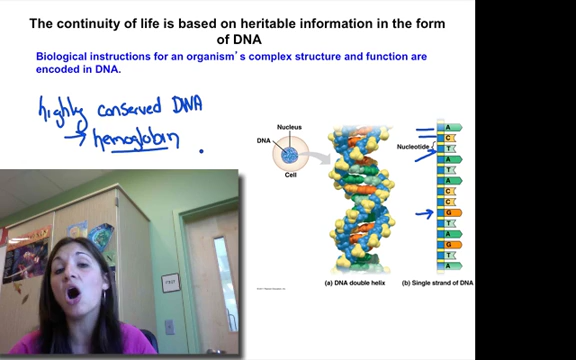 The continuity of life is based on heritable information in the form
of DNA
Biological instructions for an organism's complex structure and function are
encoded in DNA.
highly conserved DNA
→ hemoglobin
Nucleus
DNA
Cell
Nucleotide
A
C
T
A
T
A
C
C
G
T
A
G
T
A
(a) DNA double helix
(b) Single strand of DNA